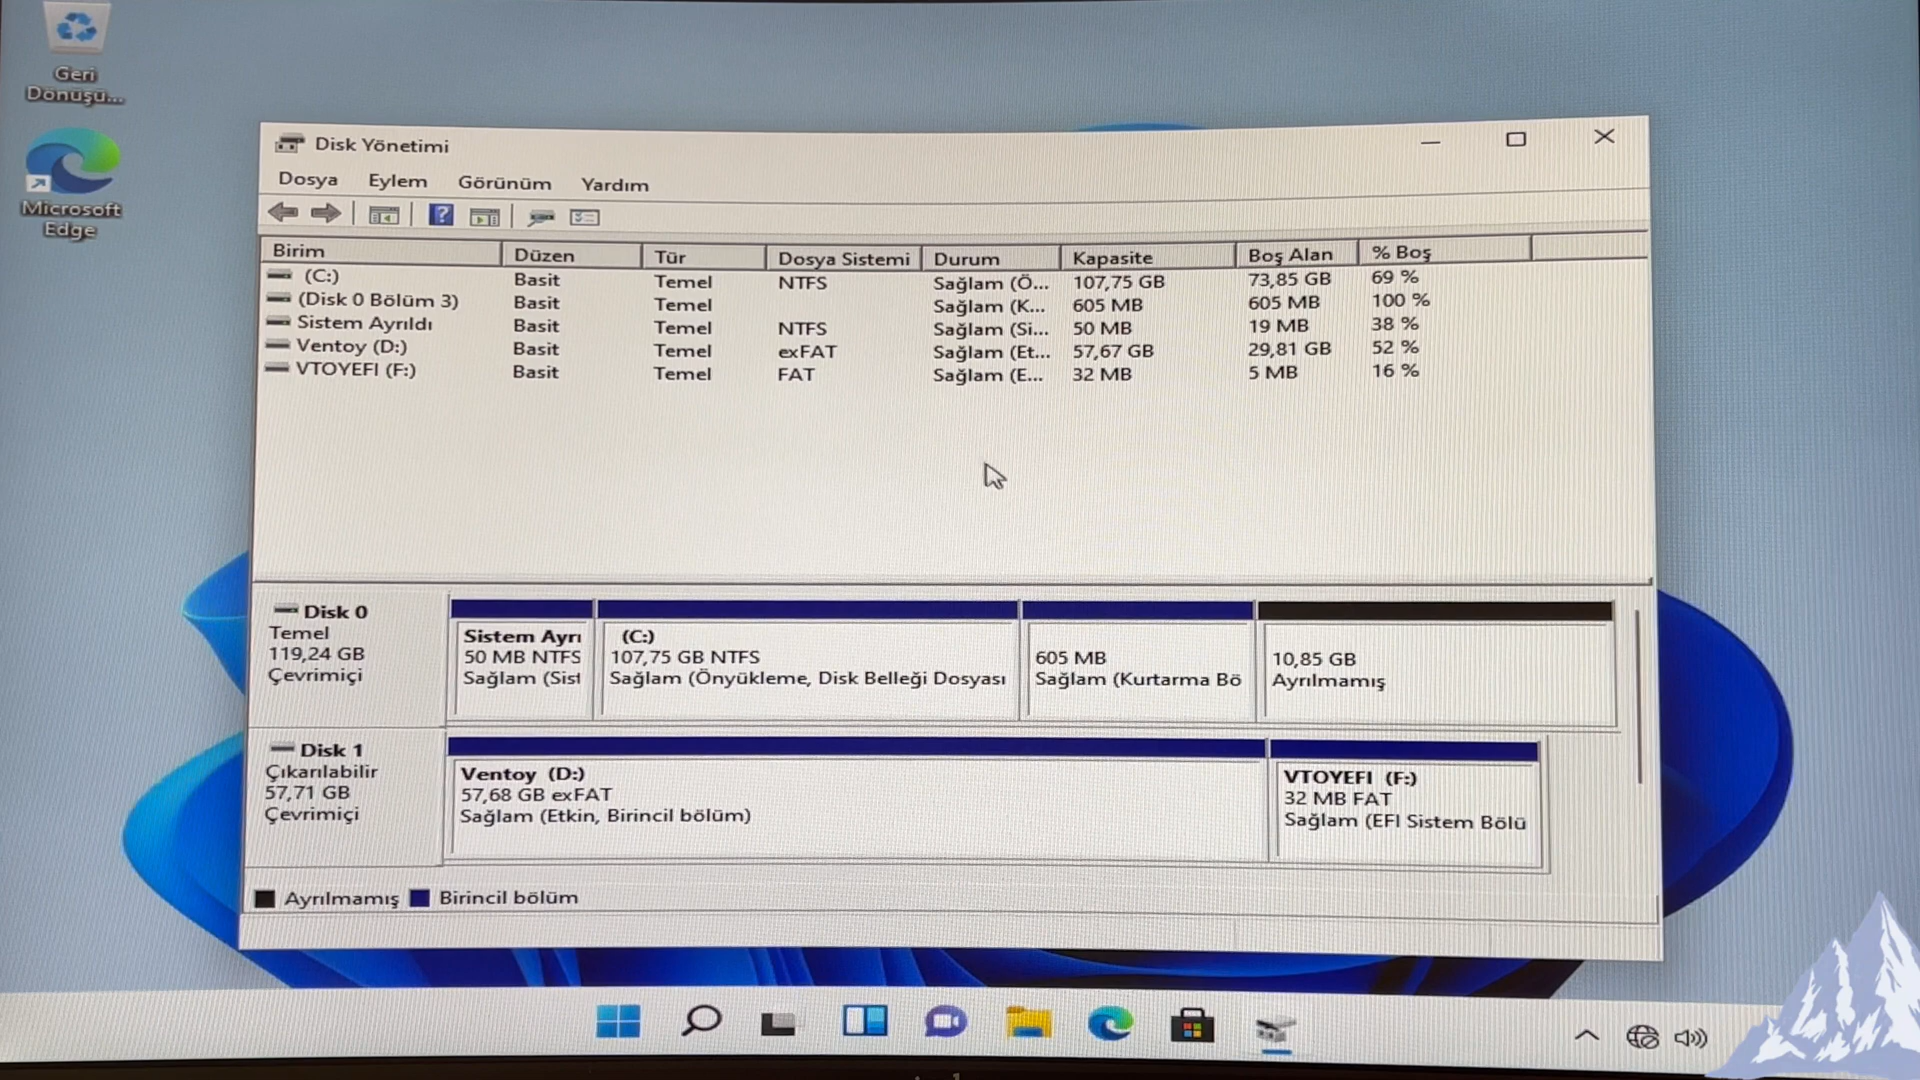 Geri
Dönüşü...
Microsoft
Edge
Disk Yönetimi
Dosya Eylem Görünüm Yardım
Birim Düzen Tür Dosya Sistemi Durum Kapasite Boş Alan % Boş
(C:) Basit Temel NTFS Sağlam (Ö... 107,75 GB 73,85 GB 69 %
(Disk 0 Bölüm 3) Basit Temel Sağlam (K... 605 MB 605 MB 100 %
Sistem Ayrıldı Basit Temel NTFS Sağlam (Si... 50 MB 19 MB 38 %
Ventoy (D:) Basit Temel exFAT Sağlam (Et... 57,67 GB 29,81 GB 52 %
VTOYEFI (F:) Basit Temel FAT Sağlam (E... 32 MB 5 MB 16 %
Disk 0
Temel
119,24 GB
Çevrimiçi
Sistem Ayrı
50 MB NTFS
Sağlam (Sist
(C:)
107,75 GB NTFS
Sağlam (Önyükleme, Disk Belleği Dosyası
605 MB
Sağlam (Kurtarma Bö
10,85 GB
Ayrılmamış
Disk 1
Çıkarılabilir
57,71 GB
Çevrimiçi
Ventoy (D:)
57,68 GB exFAT
Sağlam (Etkin, Birincil bölüm)
VTOYEFI (F:)
32 MB FAT
Sağlam (EFI Sistem Bölü
Ayrılmamış Birincil bölüm